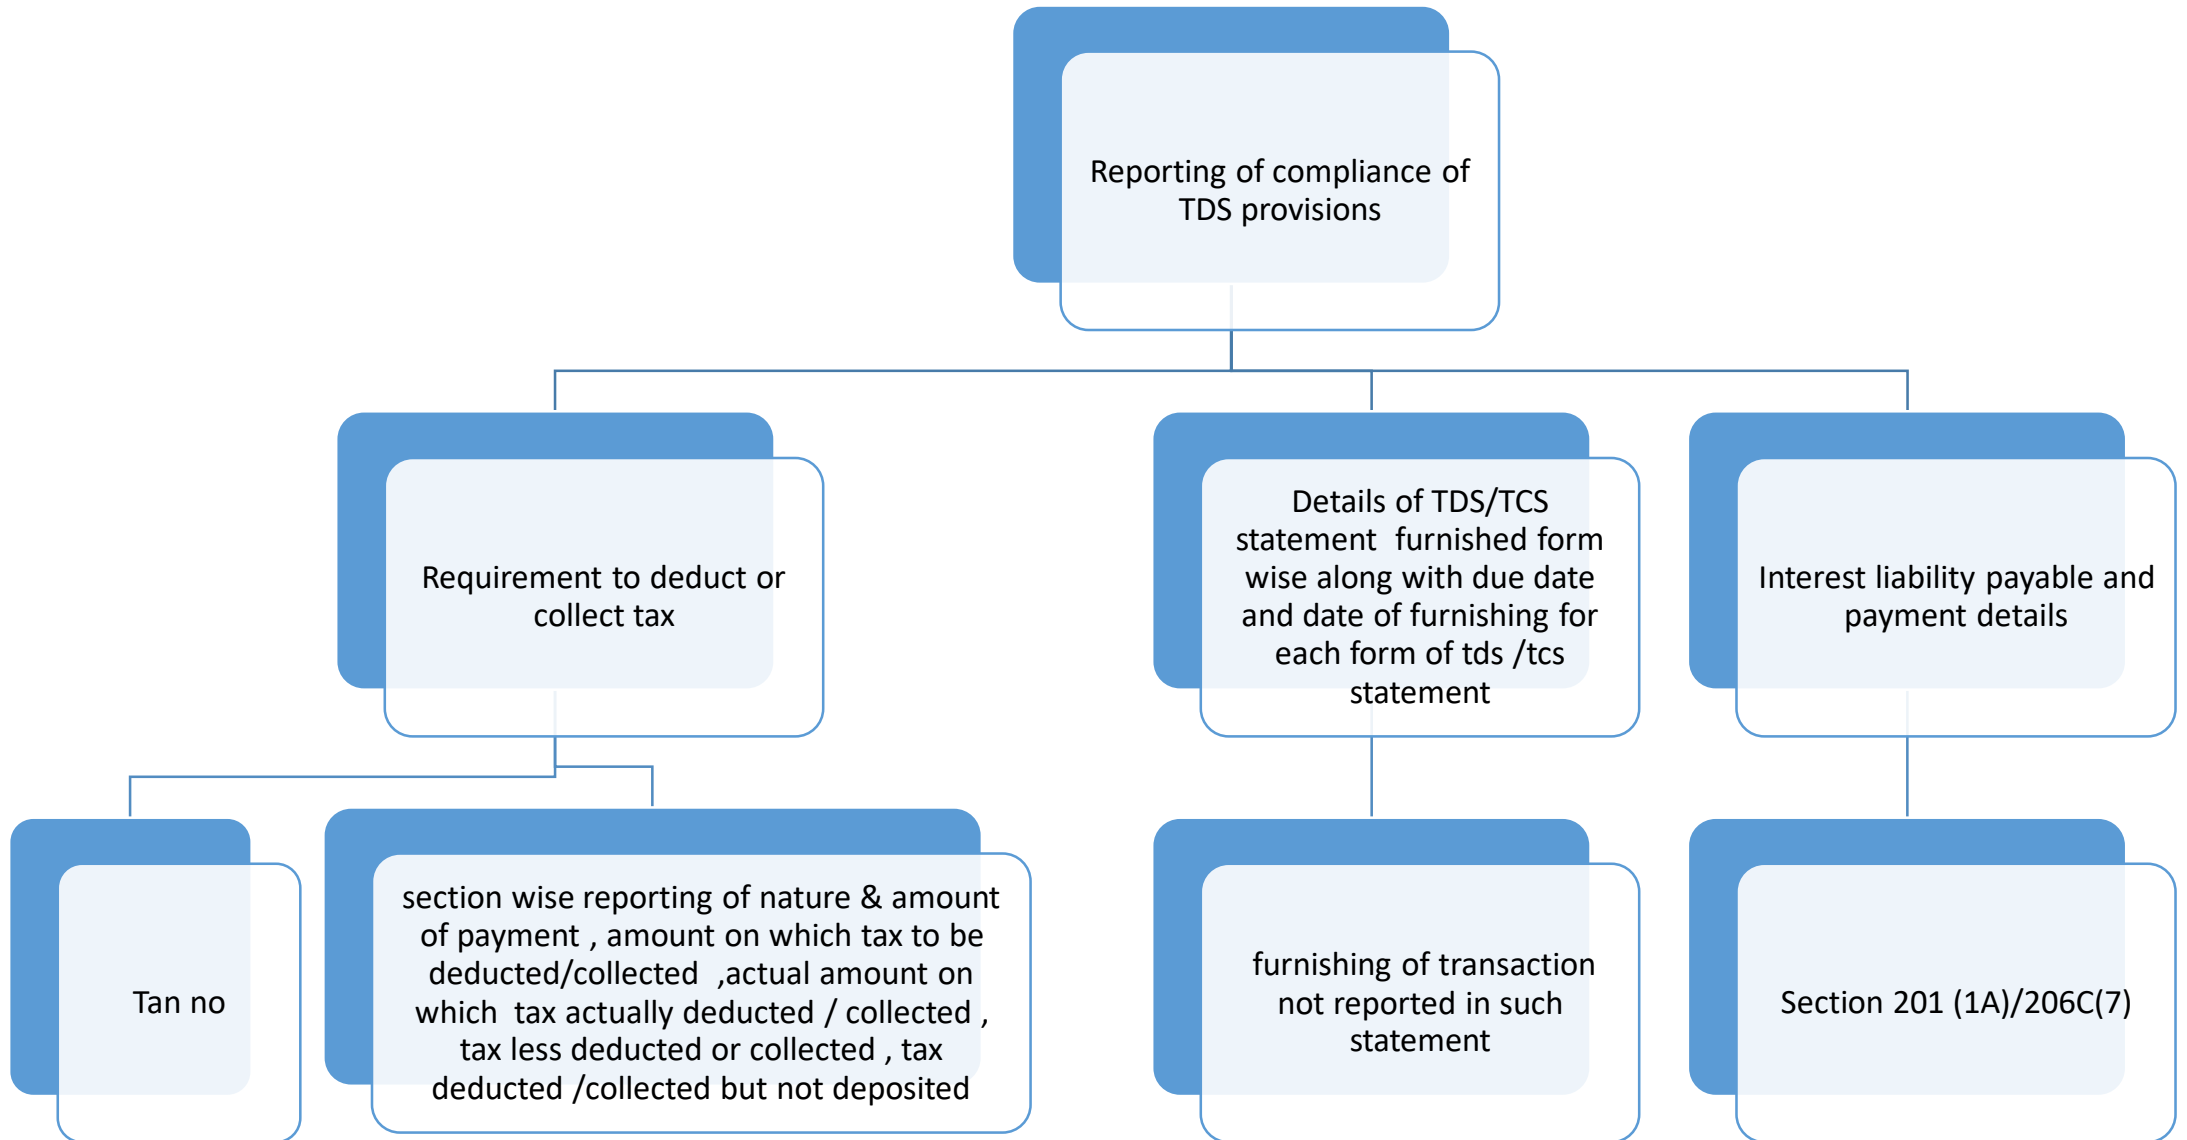 Reporting of compliance of
TDS provisions
Requirement to deduct or
collect tax
Details of TDS/TCS
statement  furnished form
wise along with due date
and date of furnishing for
each form of tds /tcs
statement
Interest liability payable and
payment details
Tan no
section wise reporting of nature & amount
of payment , amount on which tax to be
deducted/collected  ,actual amount on
which  tax actually deducted / collected ,
tax less deducted or collected , tax
deducted /collected but not deposited
furnishing of transaction
not reported in such
statement
Section 201 (1A)/206C(7)